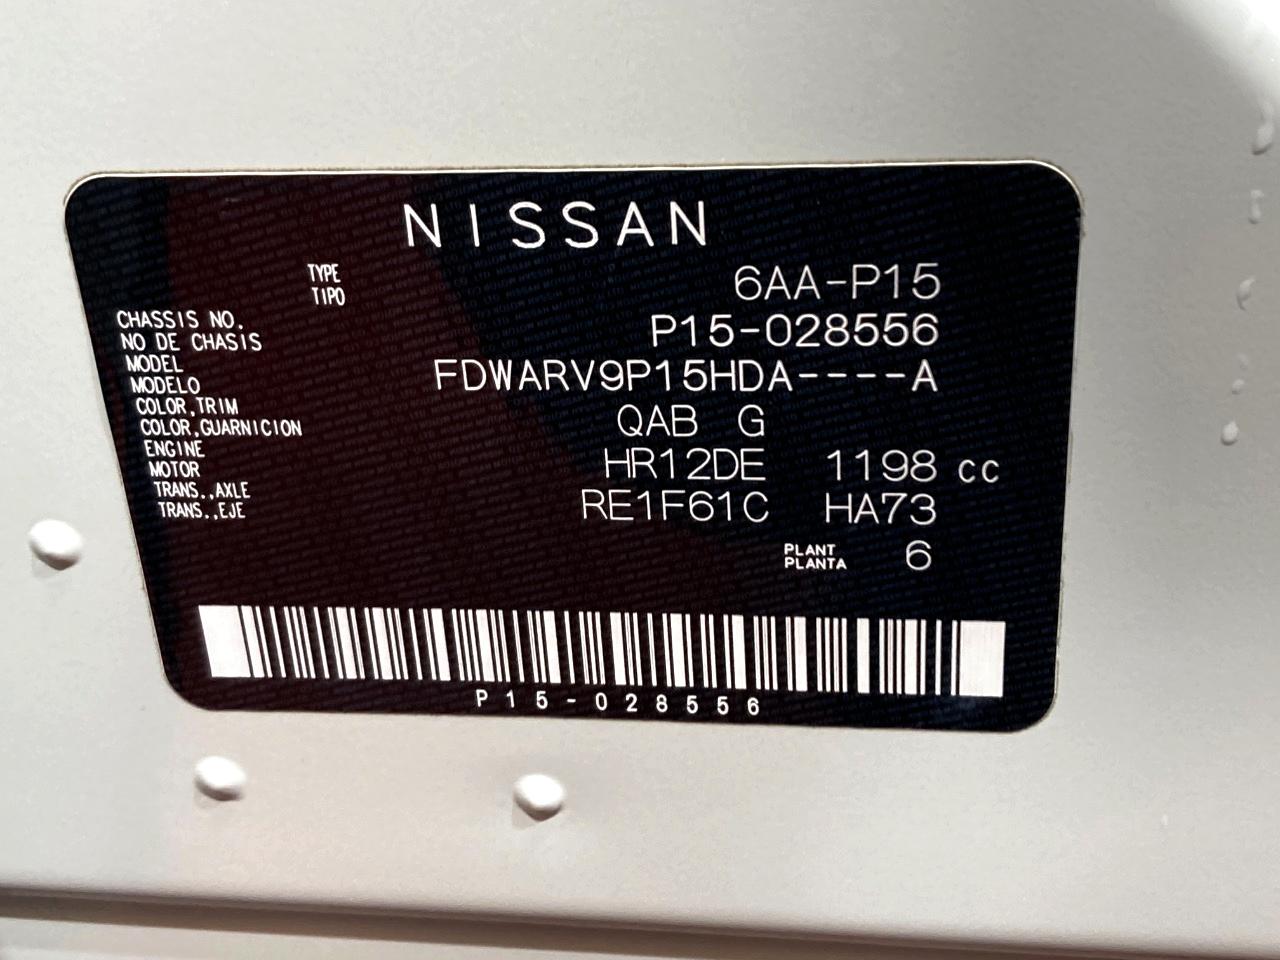 NISSAN
TYPE
TIPO 6AA-P15
CHASSIS NO.
NO DE CHASIS P15-028556
MODEL
MODELO FDWARV9P15HDA----A
COLOR,TRIM
COLOR,GUARNICION QAB G
ENGINE
MOTOR HR12DE 1198 cc
TRANS.,AXLE
TRANS.,EJE RE1F61C HA73
PLANT
PLANTA 6
P15-028556